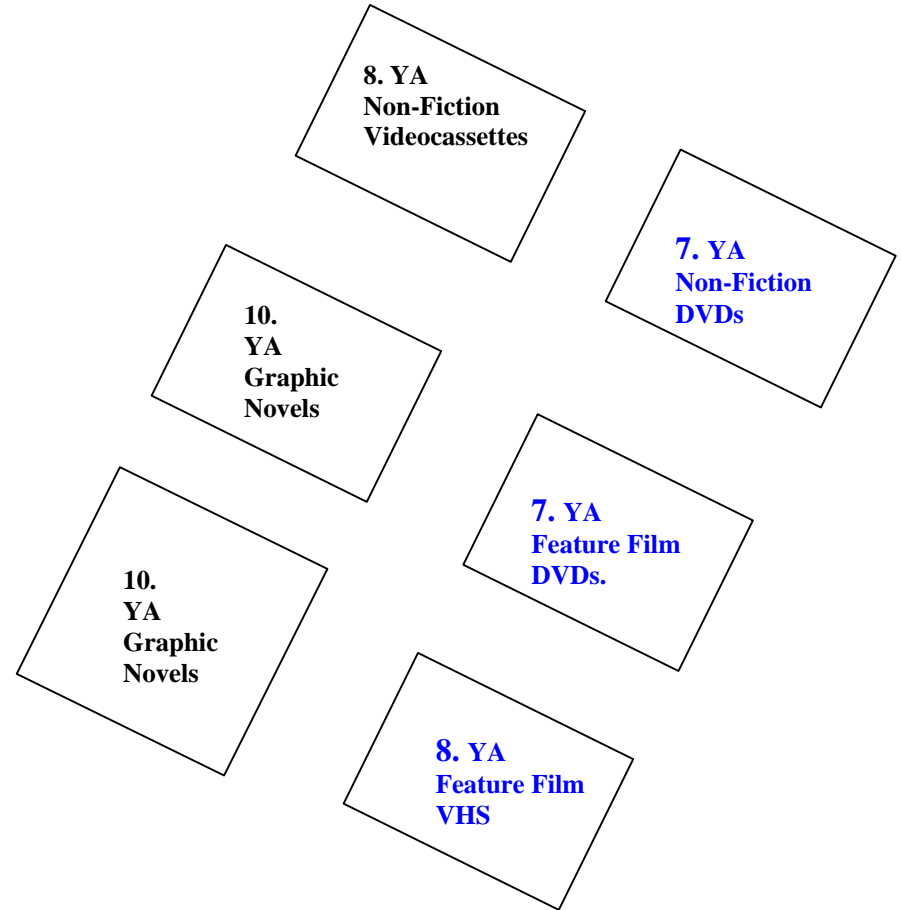 8. YA
Non-Fiction
Videocassettes
7. YA
Non-Fiction
DVDs
10.
YA
Graphic
Novels
7. YA
Feature Film
DVDs.
10.
YA
Graphic
Novels
8. YA
Feature Film
VHS